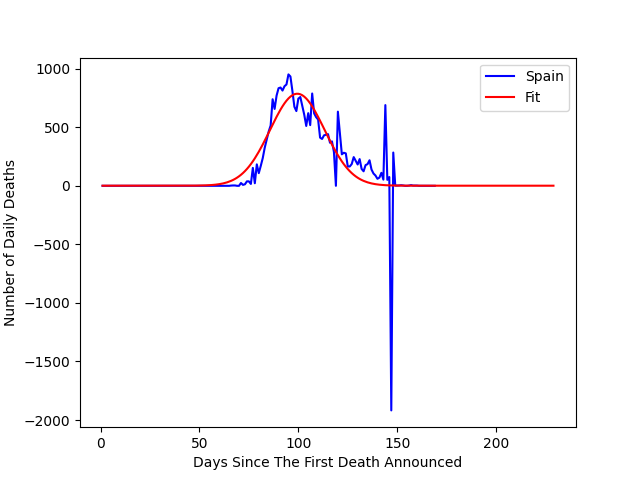 Spain
Fit
1000
500
0
−500
−1000
−1500
−2000
Number of Daily Deaths
0 50 100 150 200
Days Since The First Death Announced